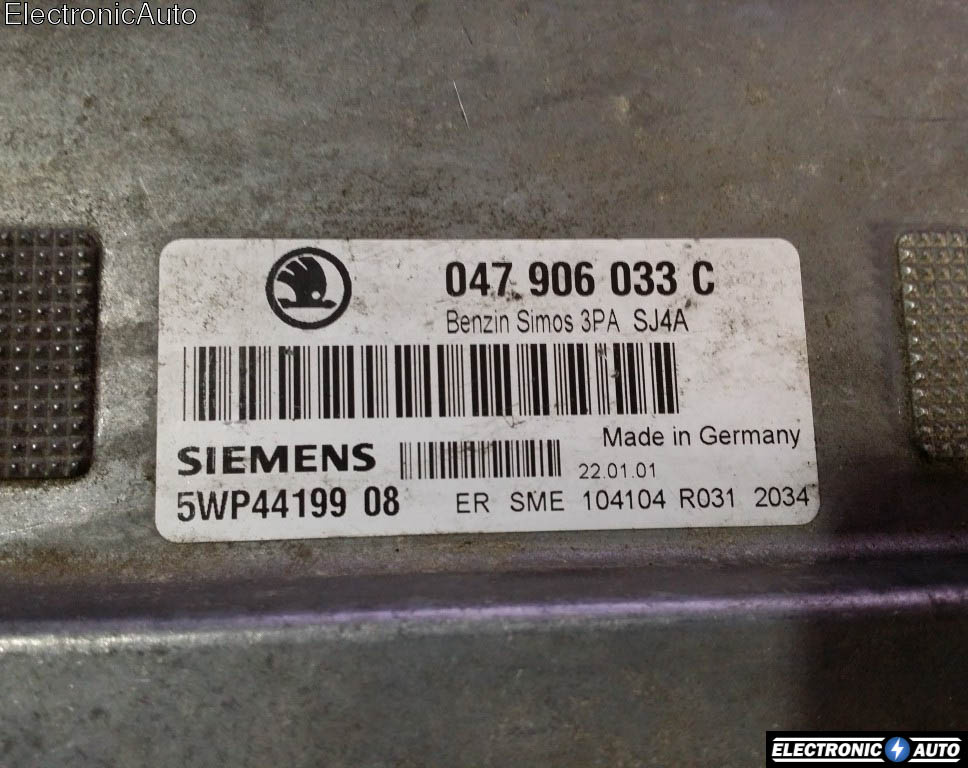 ElectronicAuto
047 906 033 C
Benzin Simos 3PA SJ4A
Made in Germany
SIEMENS
22.01.01
5WP44199 08
ER SME 104104 R031 2034
ELECTRONIC AUTO